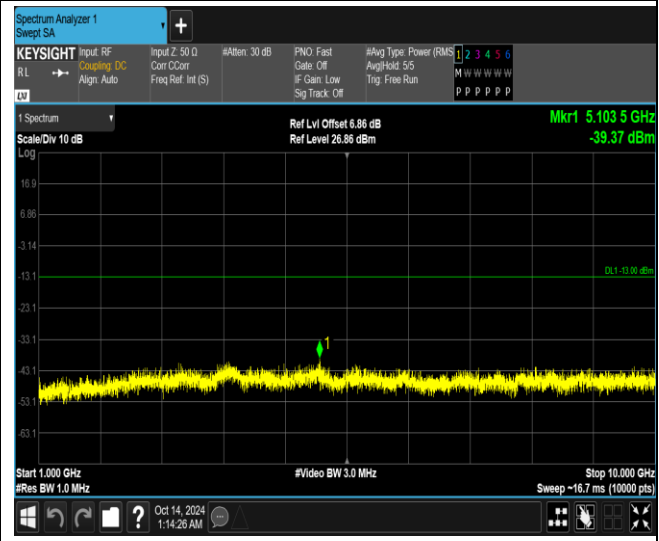 Spectrum Analyzer 1
Swept SA
KEYSIGHT
RL
Input: RF
Coupling: DC
Align: Auto
Input Z: 50 Ω
Corr CCorr
Freq Ref: Int (S)
#Atten: 30 dB
PNO: Fast
Gate: Off
IF Gain: Low
Sig Track: Off
#Avg Type: Power (RMS
Avg|Hold: 5/5
Trig: Free Run
1 2 3 4 5 6
M W W W W W
P P P P P P
LXI
1 Spectrum
Scale/Div 10 dB
Log
Ref Lvl Offset 6.86 dB
Ref Level 26.86 dBm
Mkr1 5.103 5 GHz
-39.37 dBm
16.9
6.86
-3.14
-13.1
DL1 -13.00 dBm
-23.1
-33.1
1
-43.1
-53.1
-63.1
Start 1.000 GHz
#Res BW 1.0 MHz
#Video BW 3.0 MHz
Stop 10.000 GHz
Sweep ~16.7 ms (10000 pts)
?
Oct 14, 2024
1:14:26 AM